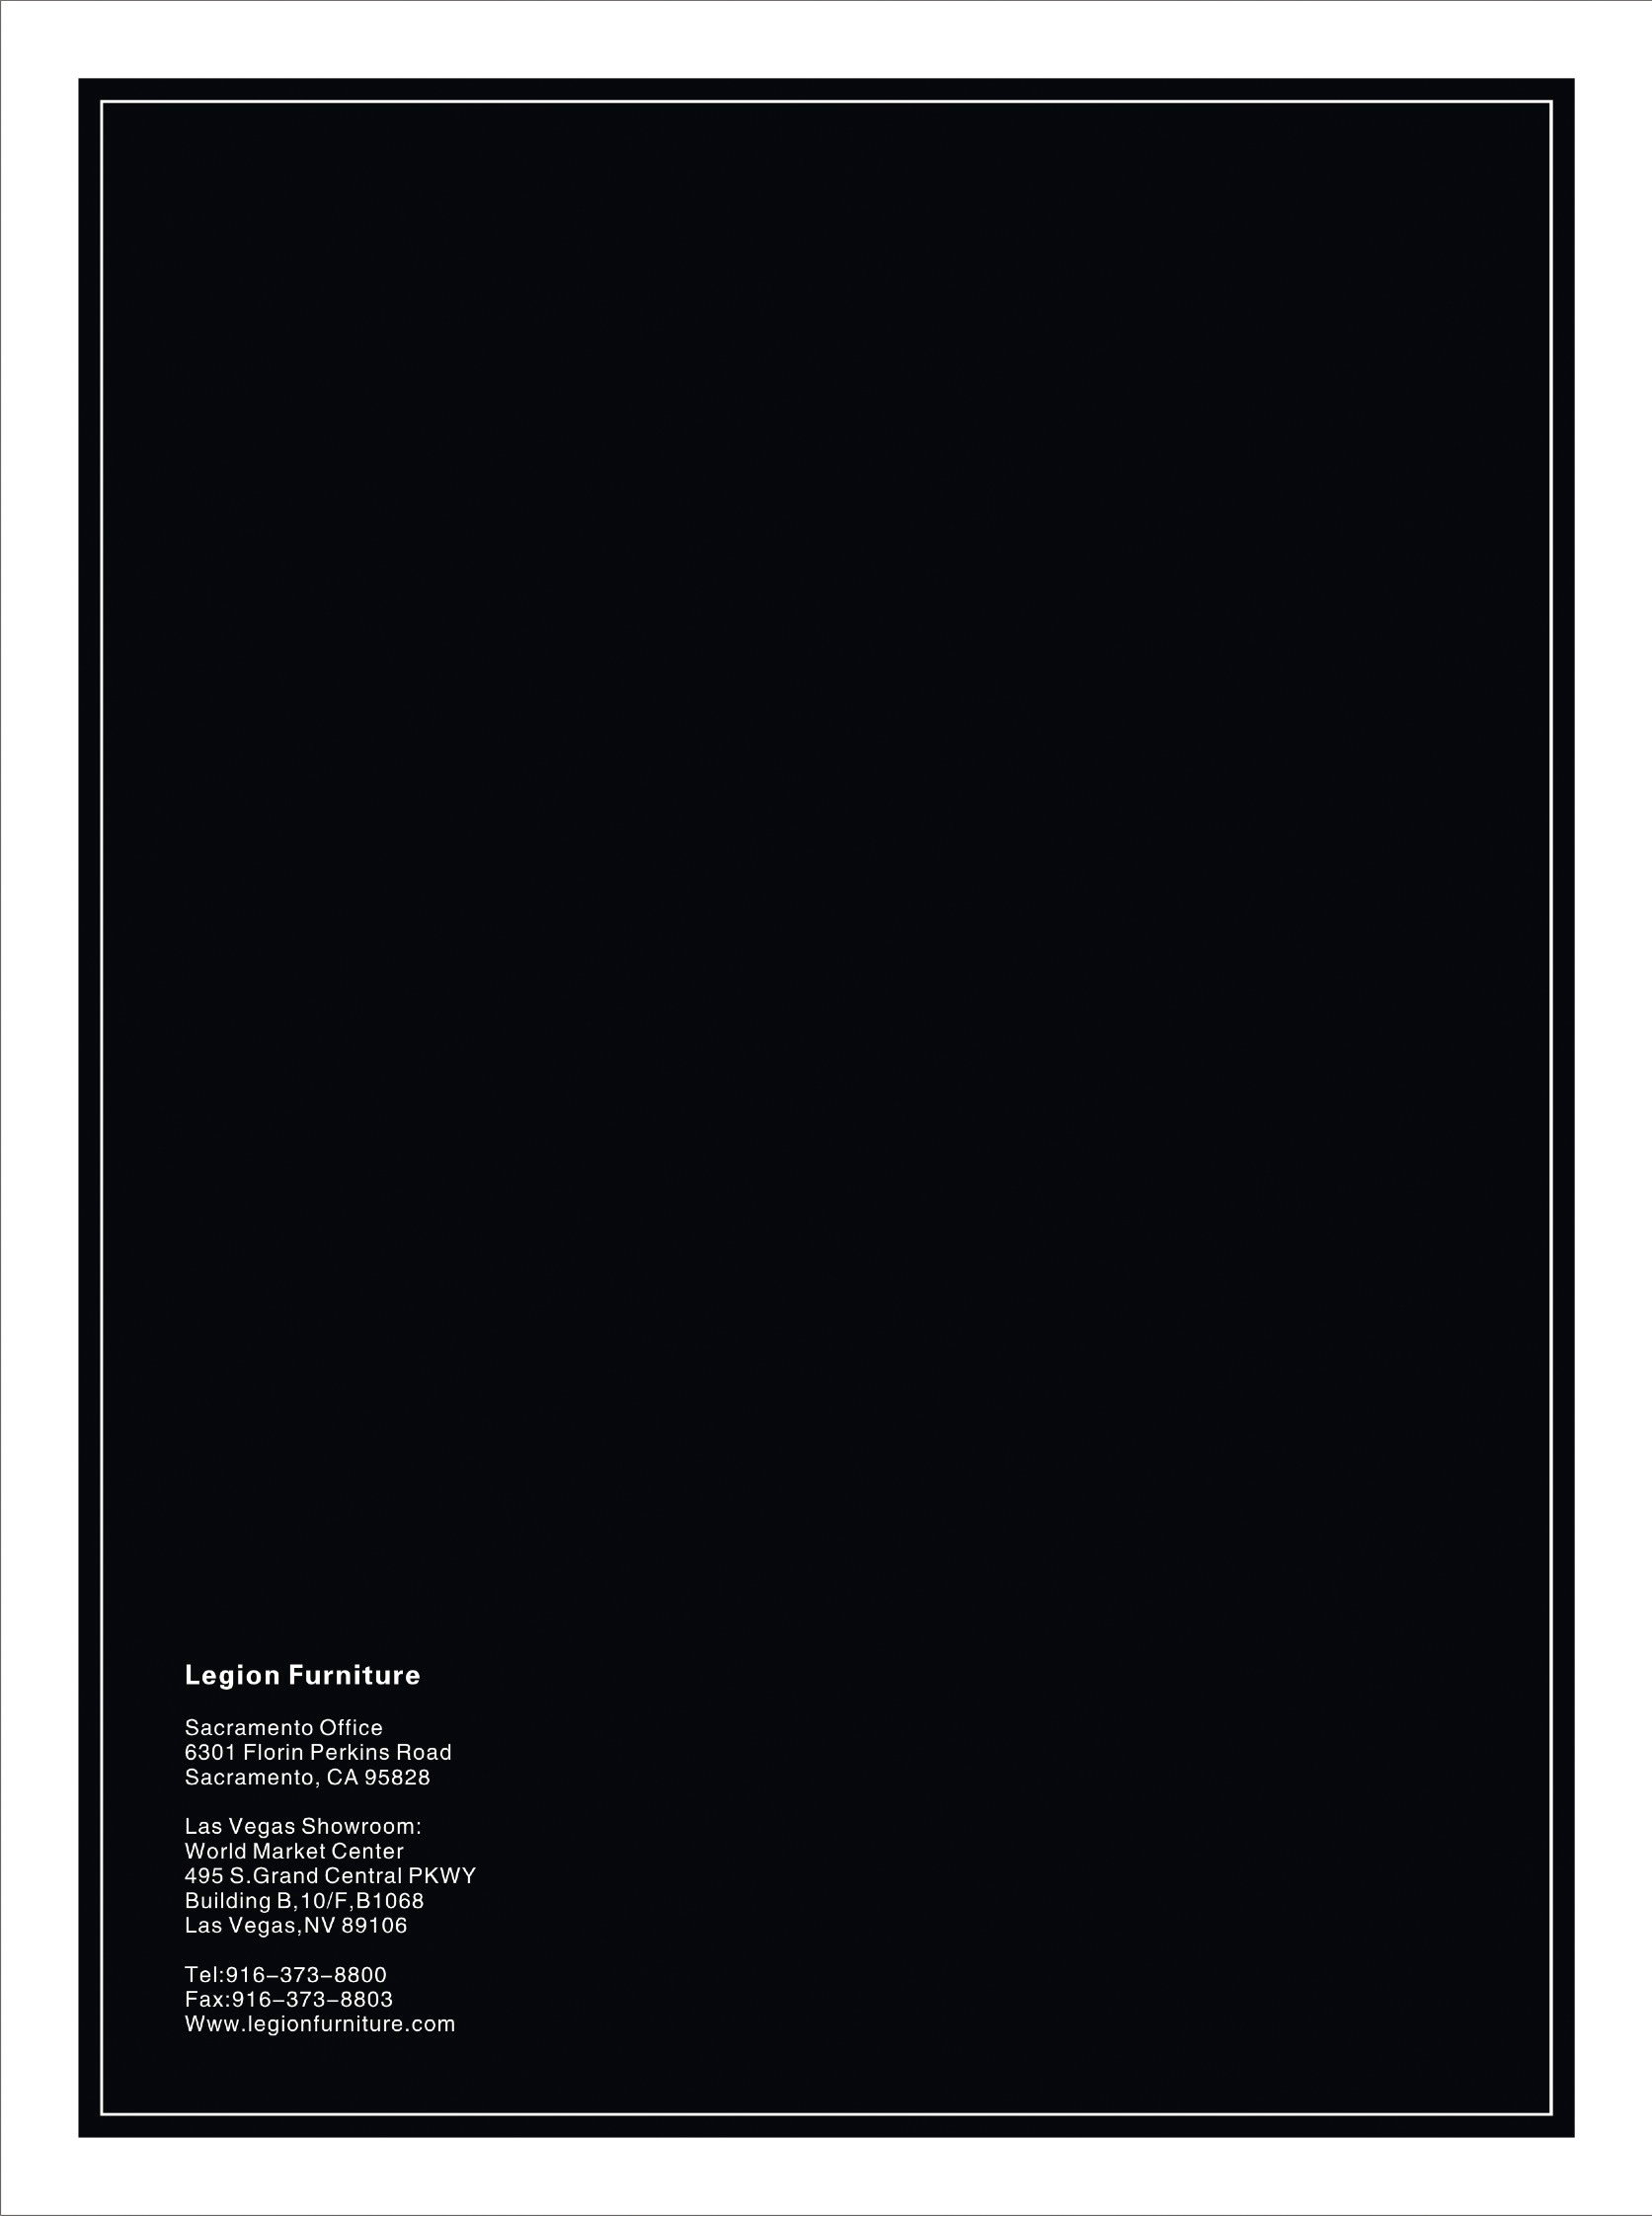 Legion Furniture
Sacramento Office
6301 Florin Perkins Road
Sacramento, CA 95828
Las Vegas Showroom:
World Market Center
495 S.Grand Central PKWY
Building B,10/F,B1068
Las Vegas,NV 89106
Tel:916–373–8800
Fax:916–373–8803
Www.legionfurniture.com